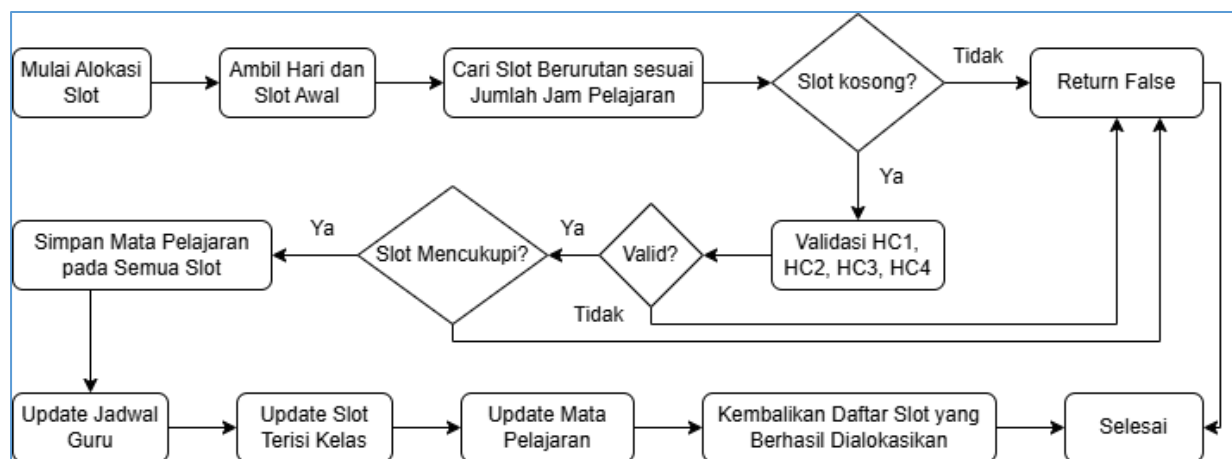 Mulai Alokasi
Slot
Ambil Hari dan
Slot Awal
Cari Slot Berurutan sesuai
Jumlah Jam Pelajaran
Slot kosong?
Tidak
Return False
Ya
Validasi HC1,
HC2, HC3, HC4
Valid?
Ya
Tidak
Slot Mencukupi?
Ya
Simpan Mata Pelajaran
pada Semua Slot
Update Jadwal
Guru
Update Slot
Terisi Kelas
Update Mata
Pelajaran
Kembalikan Daftar Slot yang
Berhasil Dialokasikan
Selesai